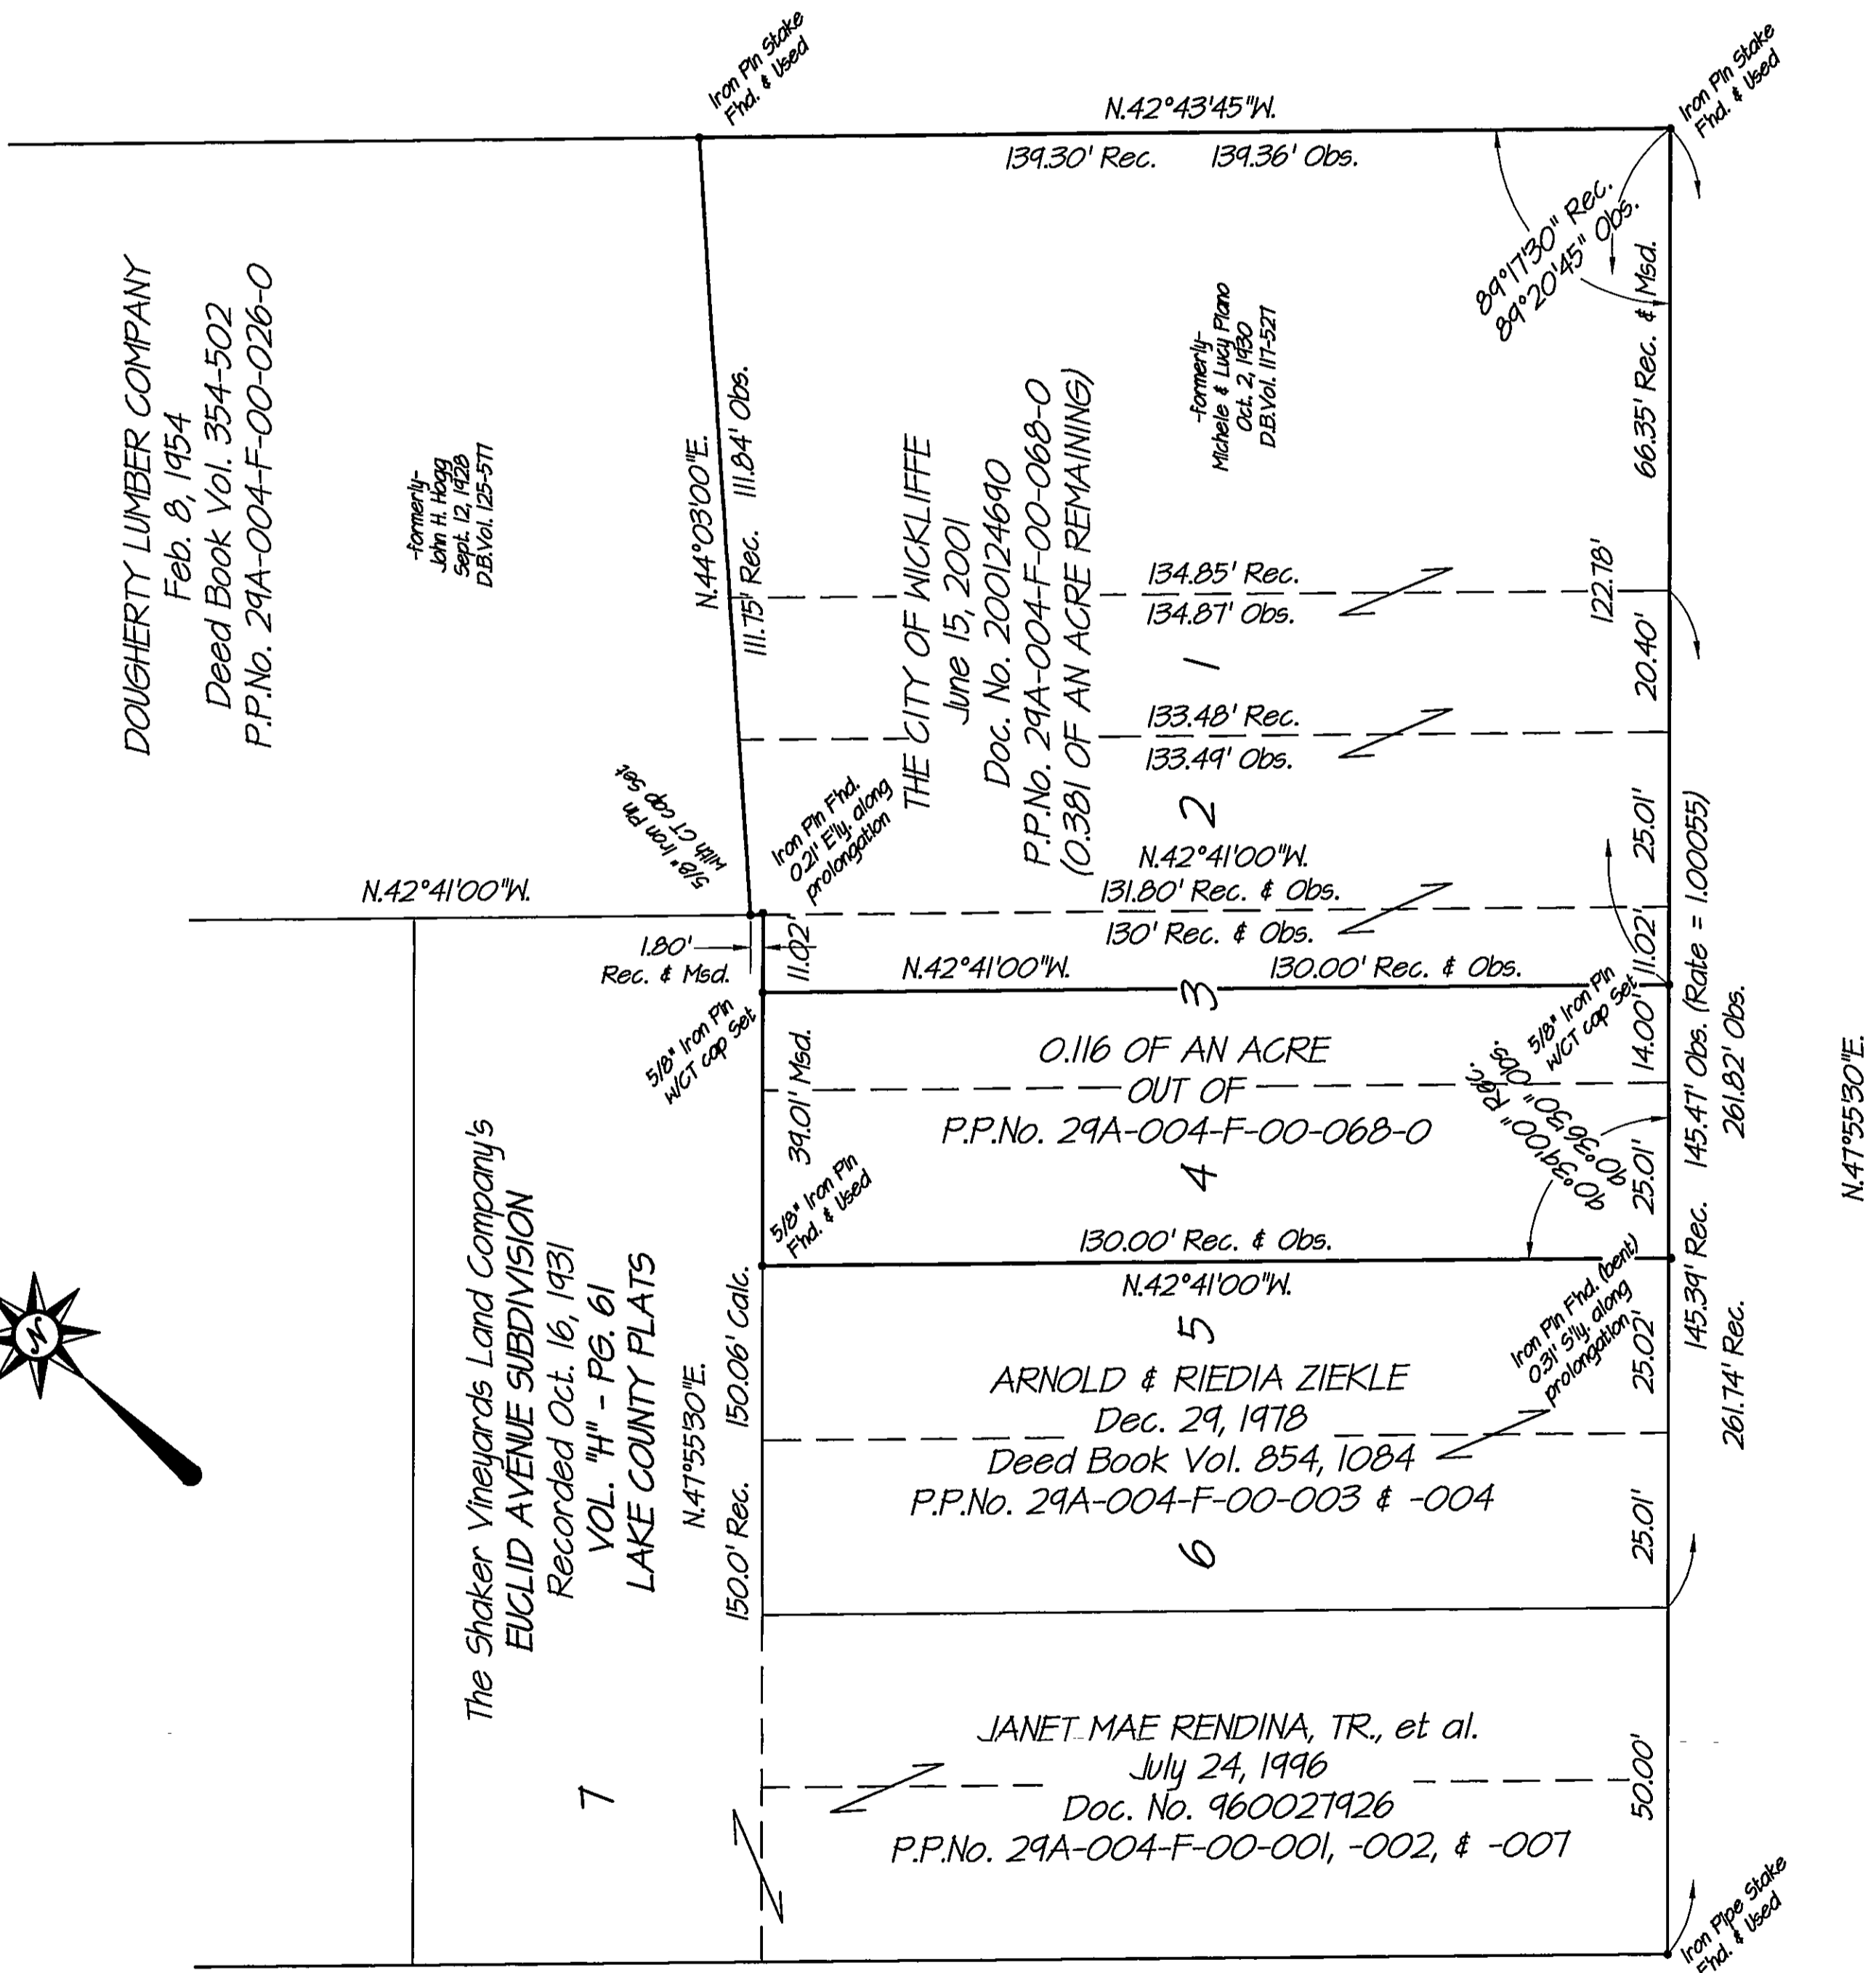 Iron Pin Stake
F'nd. & Used
Iron Pin Stake
F'nd. & Used
N.42°43'45"W.
139.30' Rec. 139.36' Obs.
89°17'30" Rec.
89°20'45" Obs.
66.35' Rec. & Msd.
DOUGHERTY LUMBER COMPANY
Feb. 8, 1954
Deed Book Vol. 354-502
P.P.No. 29A-004-F-00-026-0
-formerly-
John H. Hogg
Sept. 12, 1928
D.B.Vol. 125-577
N.44°03'00"E.
111.75' Rec. 111.84' Obs.
THE CITY OF WICKLIFFE
June 15, 2001
Doc. No. 200124690
P.P.No. 29A-004-F-00-068-0
(0.381 OF AN ACRE REMAINING)
-formerly-
Michele & Lucy Plano
Oct. 2, 1930
D.B.Vol. 117-527
134.85' Rec.
134.87' Obs.
122.78'
20.40'
1
133.48' Rec.
133.49' Obs.
2
25.01'
5/8" Iron Pin
with CT cap Set
Iron Pin F'nd.
0.21' E'ly. along
prolongation
N.42°41'00"W.
N.42°41'00"W.
131.80' Rec. & Obs.
130' Rec. & Obs.
1.80'
Rec. & Msd.
11.02'
11.02'
N.42°41'00"W. 130.00' Rec. & Obs.
3
5/8" Iron Pin
w/CT cap Set
5/8" Iron Pin
w/CT cap Set
14.00'
0.116 OF AN ACRE
OUT OF
P.P.No. 29A-004-F-00-068-0
39.01' Msd.
90°39'00" Rec.
90°36'30" Obs.
4
25.01'
5/8" Iron Pin
F'nd. & Used
130.00' Rec. & Obs.
N.42°41'00"W.
Iron Pin F'nd. (bent)
0.31' S'ly. along
prolongation
145.39' Rec. 145.47' Obs. (Rate = 1.00055)
261.74' Rec. 261.82' Obs.
N.47°55'30"E.
N
The Shaker Vineyards Land Company's
EUCLID AVENUE SUBDIVISION
Recorded Oct. 16, 1931
VOL. "H" - PG. 61
LAKE COUNTY PLATS
N.47°55'30"E.
150.0' Rec. 150.06' Calc.
5
25.02'
ARNOLD & RIEDIA ZIEKLE
Dec. 29, 1978
Deed Book Vol. 854, 1084
P.P.No. 29A-004-F-00-003 & -004
6
25.01'
JANET MAE RENDINA, TR., et al.
July 24, 1996
Doc. No. 960027926
P.P.No. 29A-004-F-00-001, -002, & -007
7
50.00'
Iron Pipe Stake
F'nd. & Used